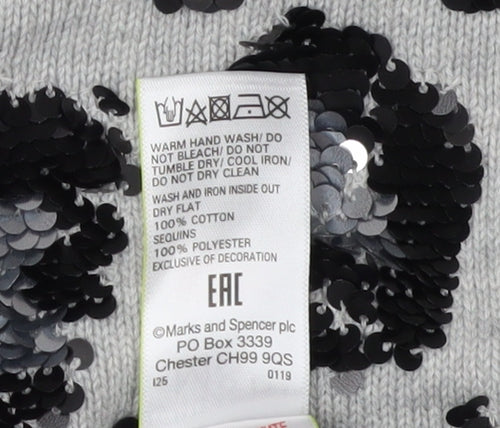 WARM HAND WASH/ DO
NOT BLEACH/ DO NOT
TUMBLE DRY/ COOL IRON/
DO NOT DRY CLEAN
WASH AND IRON INSIDE OUT
DRY FLAT
100% COTTON
SEQUINS
100% POLYESTER
EXCLUSIVE OF DECORATION
EAC
©Marks and Spencer plc
PO Box 3339
Chester CH99 9QS
I25 0119